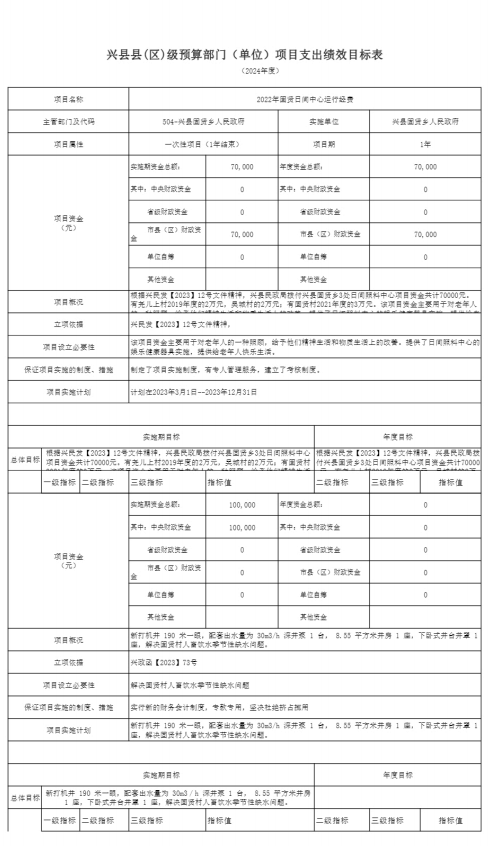 兴县县(区)级预算部门（单位）项目支出绩效目标表
（2024年度）
项目名称 2022年固贤日间中心运行经费
主管部门及代码 504-兴县固贤乡人民政府 实施单位 兴县固贤乡人民政府
项目属性 一次性项目（1年结束） 项目期 1年
项目资金
（元）
实施期资金总额： 70,000 年度资金总额： 70,000
其中：中央财政资金 0 其中：中央财政资金 0
省级财政资金 0 省级财政资金 0
市县（区）财政资金 70,000 市县（区）财政资金 70,000
单位自筹 0 单位自筹 0
其他资金 其他资金
项目概况
根据兴民发【2023】12号文件精神，兴县民政局拨付兴县固贤乡3处日间照料中心项目资金共计70000元。
有尧儿上村2019年度的2万元，吴城村的2万元；有固贤村2021年度的3万元。该项目资金主要用于对老年人
立项依据 兴民发【2023】12号文件精神，
项目设立必要性
该项目资金主要用于对老年人的一种照顾，给予他们精神生活和物质生活上的改善。提供了日间照料中心的
娱乐健康器具实施，提供给老年人快乐生活。
保证项目实施的制度、措施 制定了项目实施制度，有专人管理服务，建立了考核制度。
项目实施计划 计划在2023年3月1日--2023年12月31日
实施期目标 年度目标
总体目标
根据兴民发【2023】12号文件精神，兴县民政局拨付兴县固贤乡3处日间照料中心 根据兴民发【2023】12号文件精神，兴县民政局拨
项目资金共计70000元。有尧儿上村2019年度的2万元，吴城村的2万元；有固贤村 付兴县固贤乡3处日间照料中心项目资金共计70000
一级指标 二级指标 三级指标 指标值 二级指标 三级指标 指标值
项目资金
（元）
实施期资金总额： 100,000 年度资金总额： 0
其中：中央财政资金 100,000 其中：中央财政资金 0
省级财政资金 0 省级财政资金 0
市县（区）财政资金 0 市县（区）财政资金 0
单位自筹 0 单位自筹 0
其他资金 其他资金
项目概况
新打机井 190 米一眼，配套出水量为 30m3/h 深井泵 1 台， 8.55 平方米井房 1 座，下卧式井台井罩 1
座，解决固贤村人畜饮水季节性缺水问题。
立项依据 兴政函【2023】73号
项目设立必要性 解决固贤村人畜饮水季节性缺水问题
保证项目实施的制度、措施 实行新的财务会计制度，专款专用，坚决杜绝挤占挪用
项目实施计划
新打机井 190 米一眼，配套出水量为 30m3/h 深井泵 1 台， 8.55 平方米井房 1 座，下卧式井台井罩 1
座，解决固贤村人畜饮水季节性缺水问题。
实施期目标 年度目标
总体目标
新打机井 190 米一眼，配套出水量为 30m3/h 深井泵 1 台， 8.55 平方米井房
1 座，下卧式井台井罩 1 座，解决固贤村人畜饮水季节性缺水问题。
一级指标 二级指标 三级指标 指标值 二级指标 三级指标 指标值